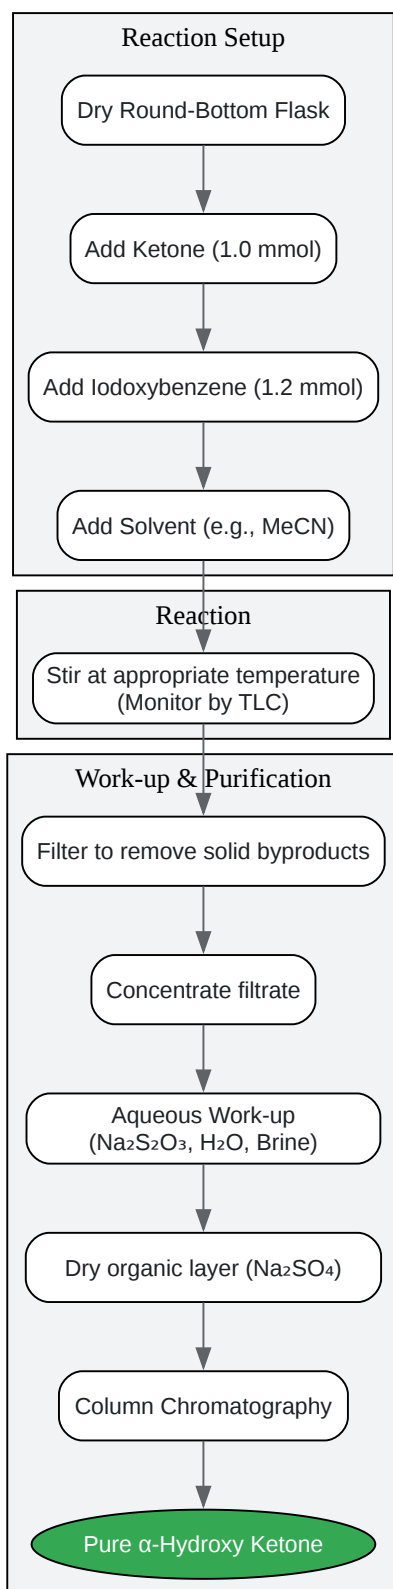 Reaction Setup
Dry Round-Bottom Flask
Add Ketone (1.0 mmol)
Add Iodoxybenzene (1.2 mmol)
Add Solvent (e.g., MeCN)
Reaction
Stir at appropriate temperature
(Monitor by TLC)
Work-up & Purification
Filter to remove solid byproducts
Concentrate filtrate
Aqueous Work-up
(Na₂S₂O₃, H₂O, Brine)
Dry organic layer (Na₂SO₄)
Column Chromatography
Pure α-Hydroxy Ketone